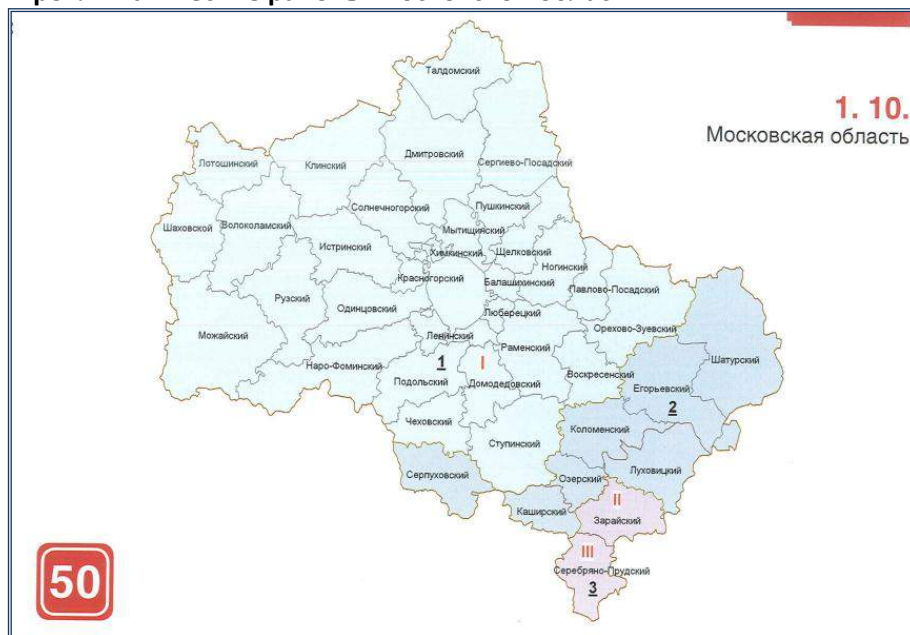 1. 10.
Московская область
Талдомский
Дмитровский
Сергиево-Посадский
Лотошинский
Клинский
Солнечногорский
Пушкинский
Шаховской
Волоколамский
Мытищинский
Истринский
Химкинский
Щелковский
Ногинский
Красногорский
Балашихинский
Павлово-Посадский
Рузский
Одинцовский
Люберецкий
Можайский
Ленинский
Орехово-Зуевский
Раменский
Шатурский
1
I
Наро-Фоминский
Воскресенский
Подольский
Домодедовский
Егорьевский
2
Чеховский
Коломенский
Ступинский
Серпуховский
Озерский
Луховицкий
Каширский
II
Зарайский
III
Серебряно-Прудский
3
50